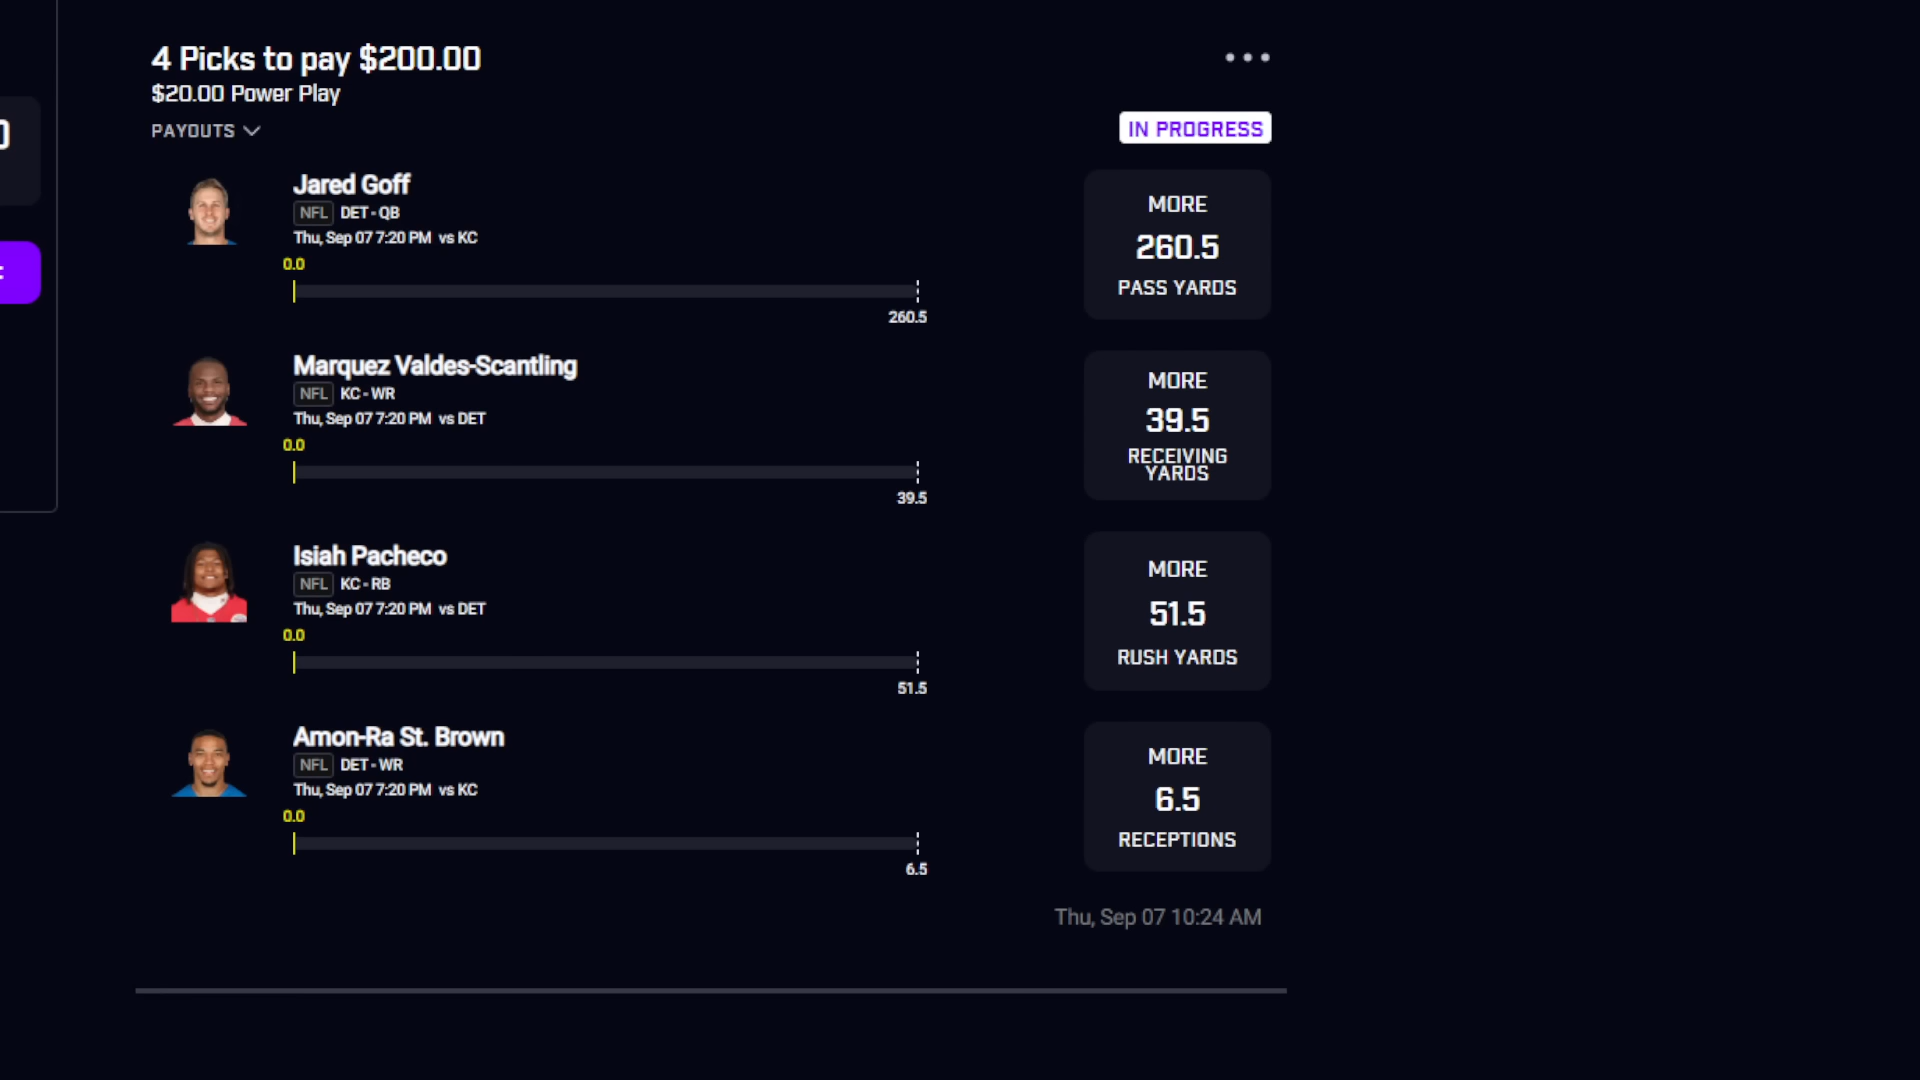 4 Picks to pay $200.00
$20.00 Power Play
PAYOUTS
IN PROGRESS
Jared Goff
NFL DET - QB
Thu, Sep 07 7:20 PM vs KC
0.0
260.5
MORE
260.5
PASS YARDS
Marquez Valdes-Scantling
NFL KC - WR
Thu, Sep 07 7:20 PM vs DET
0.0
39.5
MORE
39.5
RECEIVING
YARDS
Isiah Pacheco
NFL KC - RB
Thu, Sep 07 7:20 PM vs DET
0.0
51.5
MORE
51.5
RUSH YARDS
Amon-Ra St. Brown
NFL DET - WR
Thu, Sep 07 7:20 PM vs KC
0.0
6.5
MORE
6.5
RECEPTIONS
Thu, Sep 07 10:24 AM